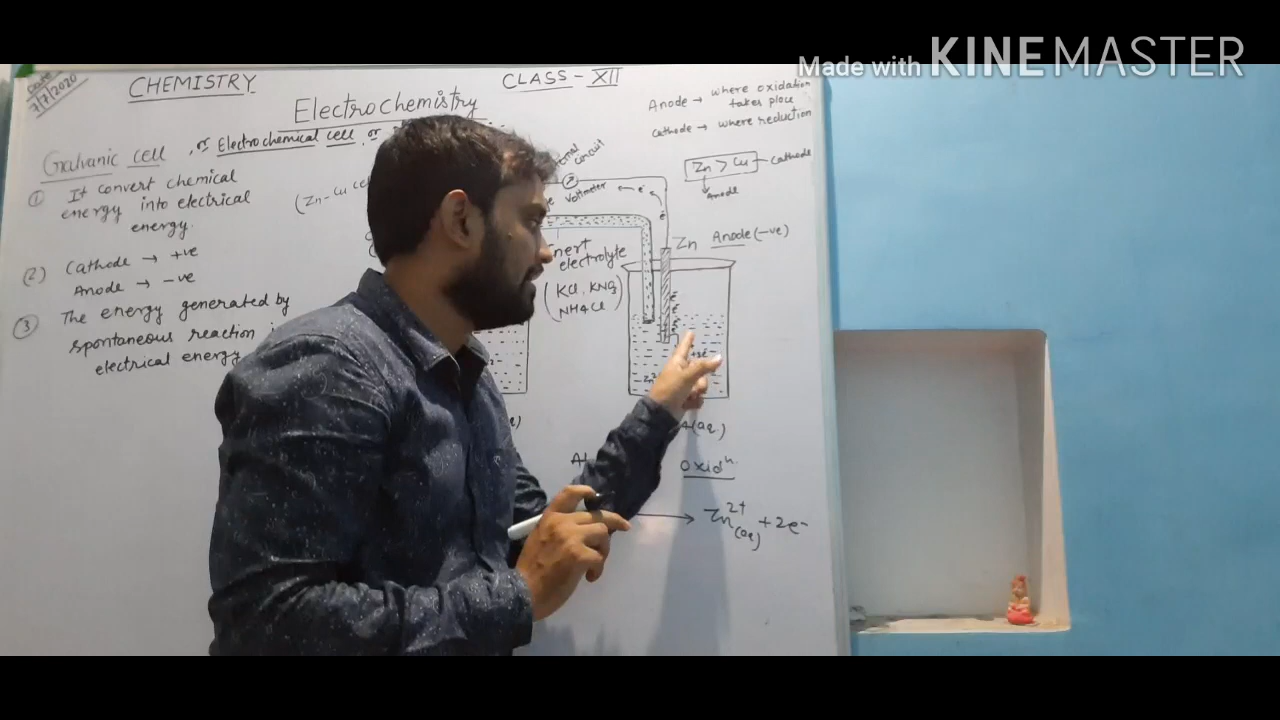 Made with KINEMASTER
Date
7/7/2020
CHEMISTRY
CLASS - XII
Electrochemistry
Galvanic cell, or Electrochemical cell, or
① It convert chemical
energy into electrical
energy.
(2) Cathode → +ve
Anode → -ve
③ The energy generated by
spontaneous reaction
electrical energy
(Zn-Cu cell
circuit
Voltmeter
e-
e-
electrolyte
(KCl, KNO3
NH4Cl)
Anode → where oxidation
takes place
Cathode → where reduction
Zn > Cu → cathode
Anode
Zn Anode (-ve)
e-
e-
e-
(aq.)
Oxidn.
→ Zn2+(aq) + 2e-